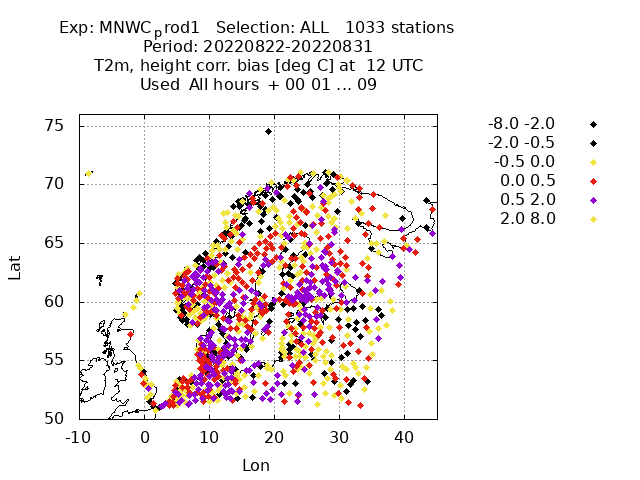 Exp: MNWCprod1 Selection: ALL 1033 stations
Period: 20220822-20220831
T2m, height corr. bias [deg C] at 12 UTC
Used All hours + 00 01 ... 09
-8.0 -2.0
-2.0 -0.5
-0.5 0.0
0.0 0.5
0.5 2.0
2.0 8.0
75
70
65
60
55
50
Lat
-10 0 10 20 30 40
Lon